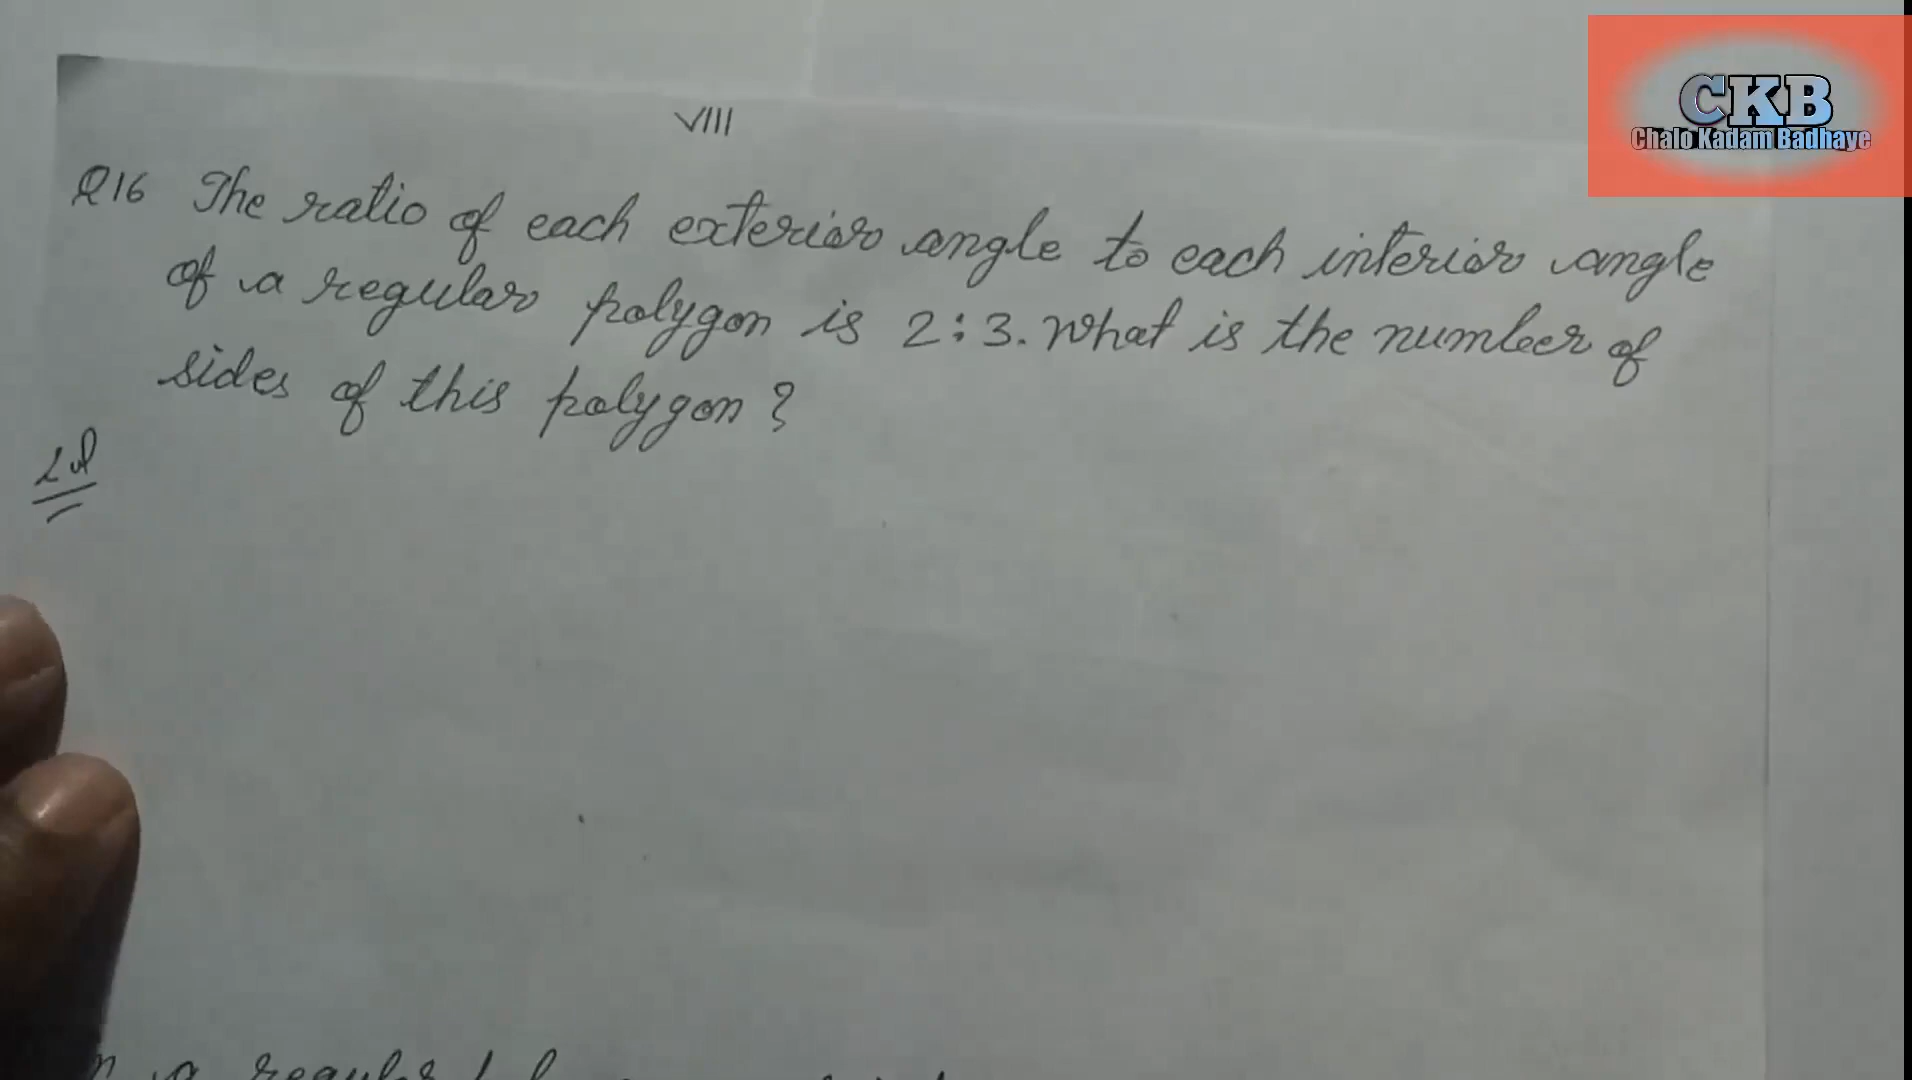 CKB
Chalo Kadam Badhaye
VIII
Q16 The ratio of each exterior angle to each interior angle
of a regular polygon is 2:3. What is the number of
sides of this polygon?
Sol